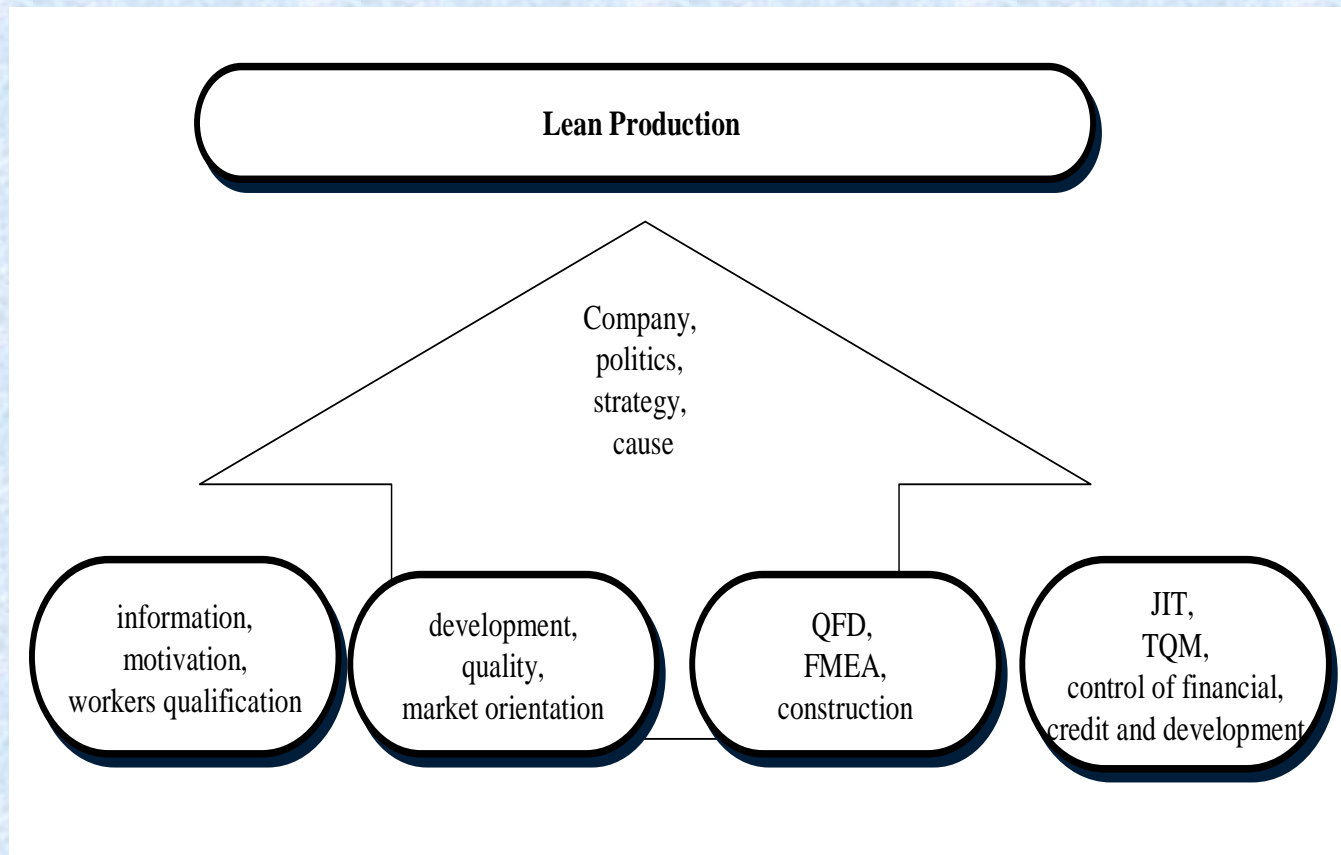 Lean Production
Company,
politics,
strategy,
cause
information,
motivation,
workers qualification
development,
quality,
market orientation
QFD,
FMEA,
construction
JIT,
TQM,
control of financial,
credit and development